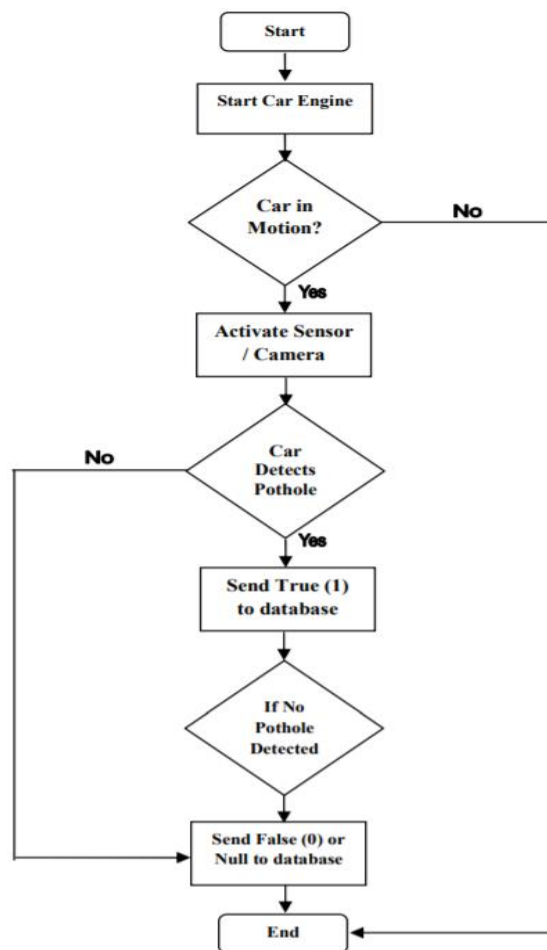 Start
Start Car Engine
Car in
Motion?
No
Yes
Activate Sensor
/ Camera
Car
Detects
Pothole
No
Yes
Send True (1)
to database
If No
Pothole
Detected
Send False (0) or
Null to database
End